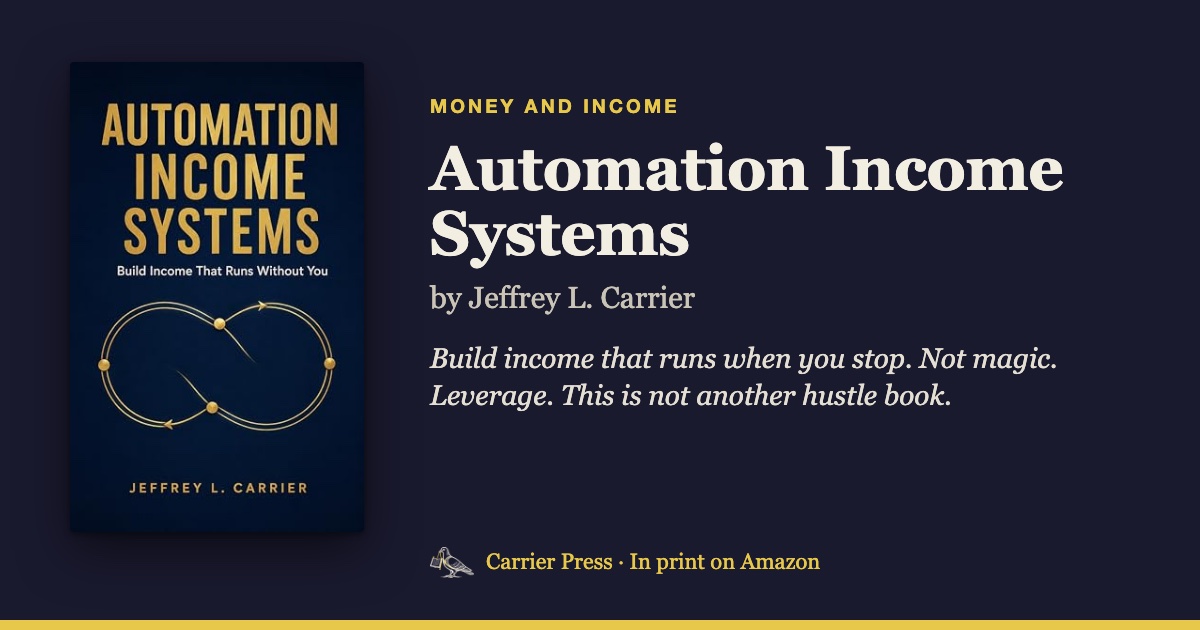 AUTOMATION
INCOME
SYSTEMS
Build Income That Runs Without You
JEFFREY L. CARRIER
MONEY AND INCOME
Automation Income
Systems
by Jeffrey L. Carrier
Build income that runs when you stop. Not magic.
Leverage. This is not another hustle book.
Carrier Press · In print on Amazon